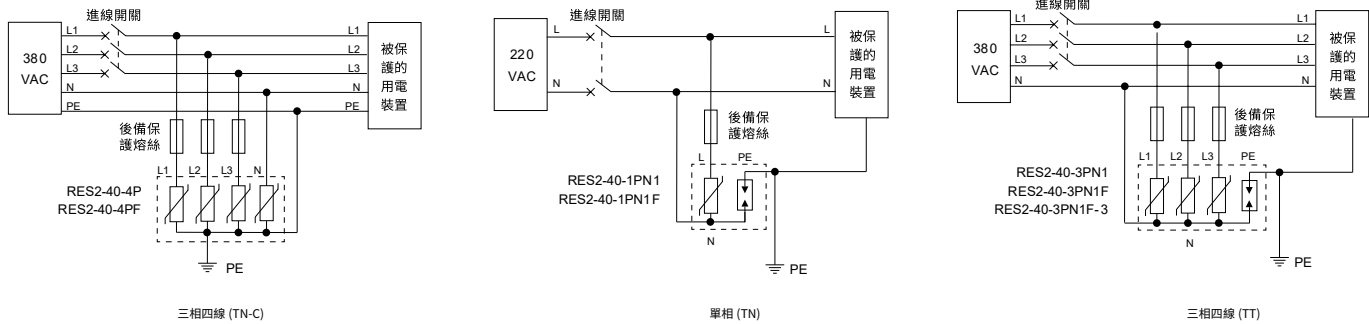 進線開關
L1
L1
L2
L2
L3
L3
N
N
PE
PE
380
VAC
被保
護的
用電
裝置
後備保
護熔絲
L1
L2
L3
N
RES2-40-4P
RES2-40-4PF
PE
三相四線 (TN-C)
進線開關
L
L
N
N
220
VAC
被保
護的
用電
裝置
後備保
護熔絲
L
PE
RES2-40-1PN1
RES2-40-1PN1F
N
PE
單相 (TN)
進線開關
L1
L1
L2
L2
L3
L3
N
N
380
VAC
被保
護的
用電
裝置
後備保
護熔絲
L1
L2
L3
PE
RES2-40-3PN1
RES2-40-3PN1F
RES2-40-3PN1F-3
N
PE
三相四線 (TT)